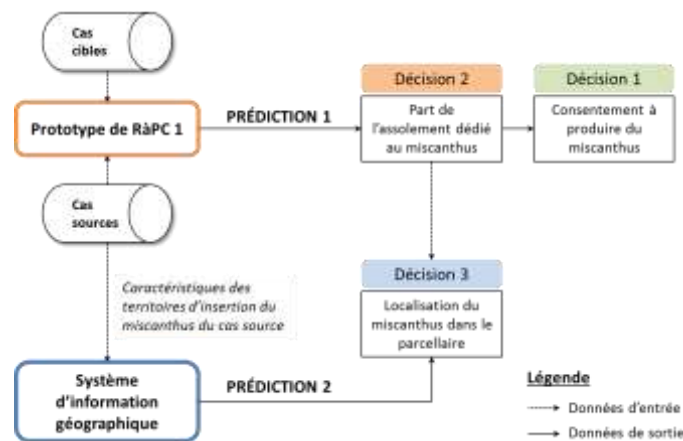 Cas
cibles
Prototype de RàPC 1
PRÉDICTION 1
Décision 2
Part de
l'assolement dédié
au miscanthus
Décision 1
Consentement à
produire du
miscanthus
Cas
sources
Caractéristiques des
territoires d'insertion du
miscanthus du cas source
Décision 3
Localisation du
miscanthus dans le
parcellaire
Système
d'information
géographique
PRÉDICTION 2
Légende
Données d'entrée
Données de sortie